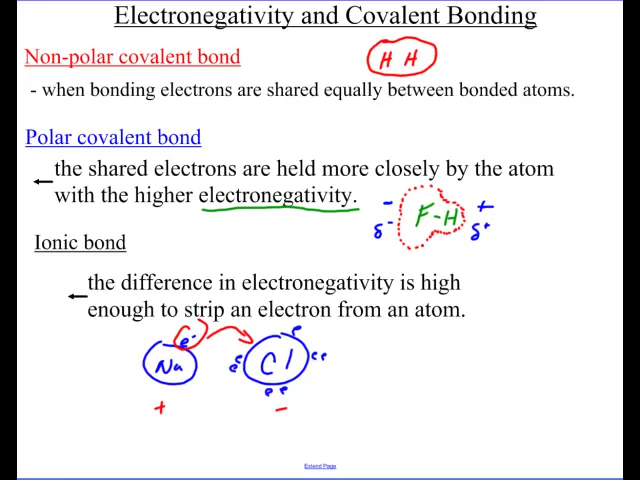 Electronegativity and Covalent Bonding
Non-polar covalent bond
H H
- when bonding electrons are shared equally between bonded atoms.
Polar covalent bond
the shared electrons are held more closely by the atom
with the higher electronegativity.
- F-H +
δ- δ+
Ionic bond
the difference in electronegativity is high
enough to strip an electron from an atom.
e- e
Na e e Cl e e
e e
+ -
Extend Page